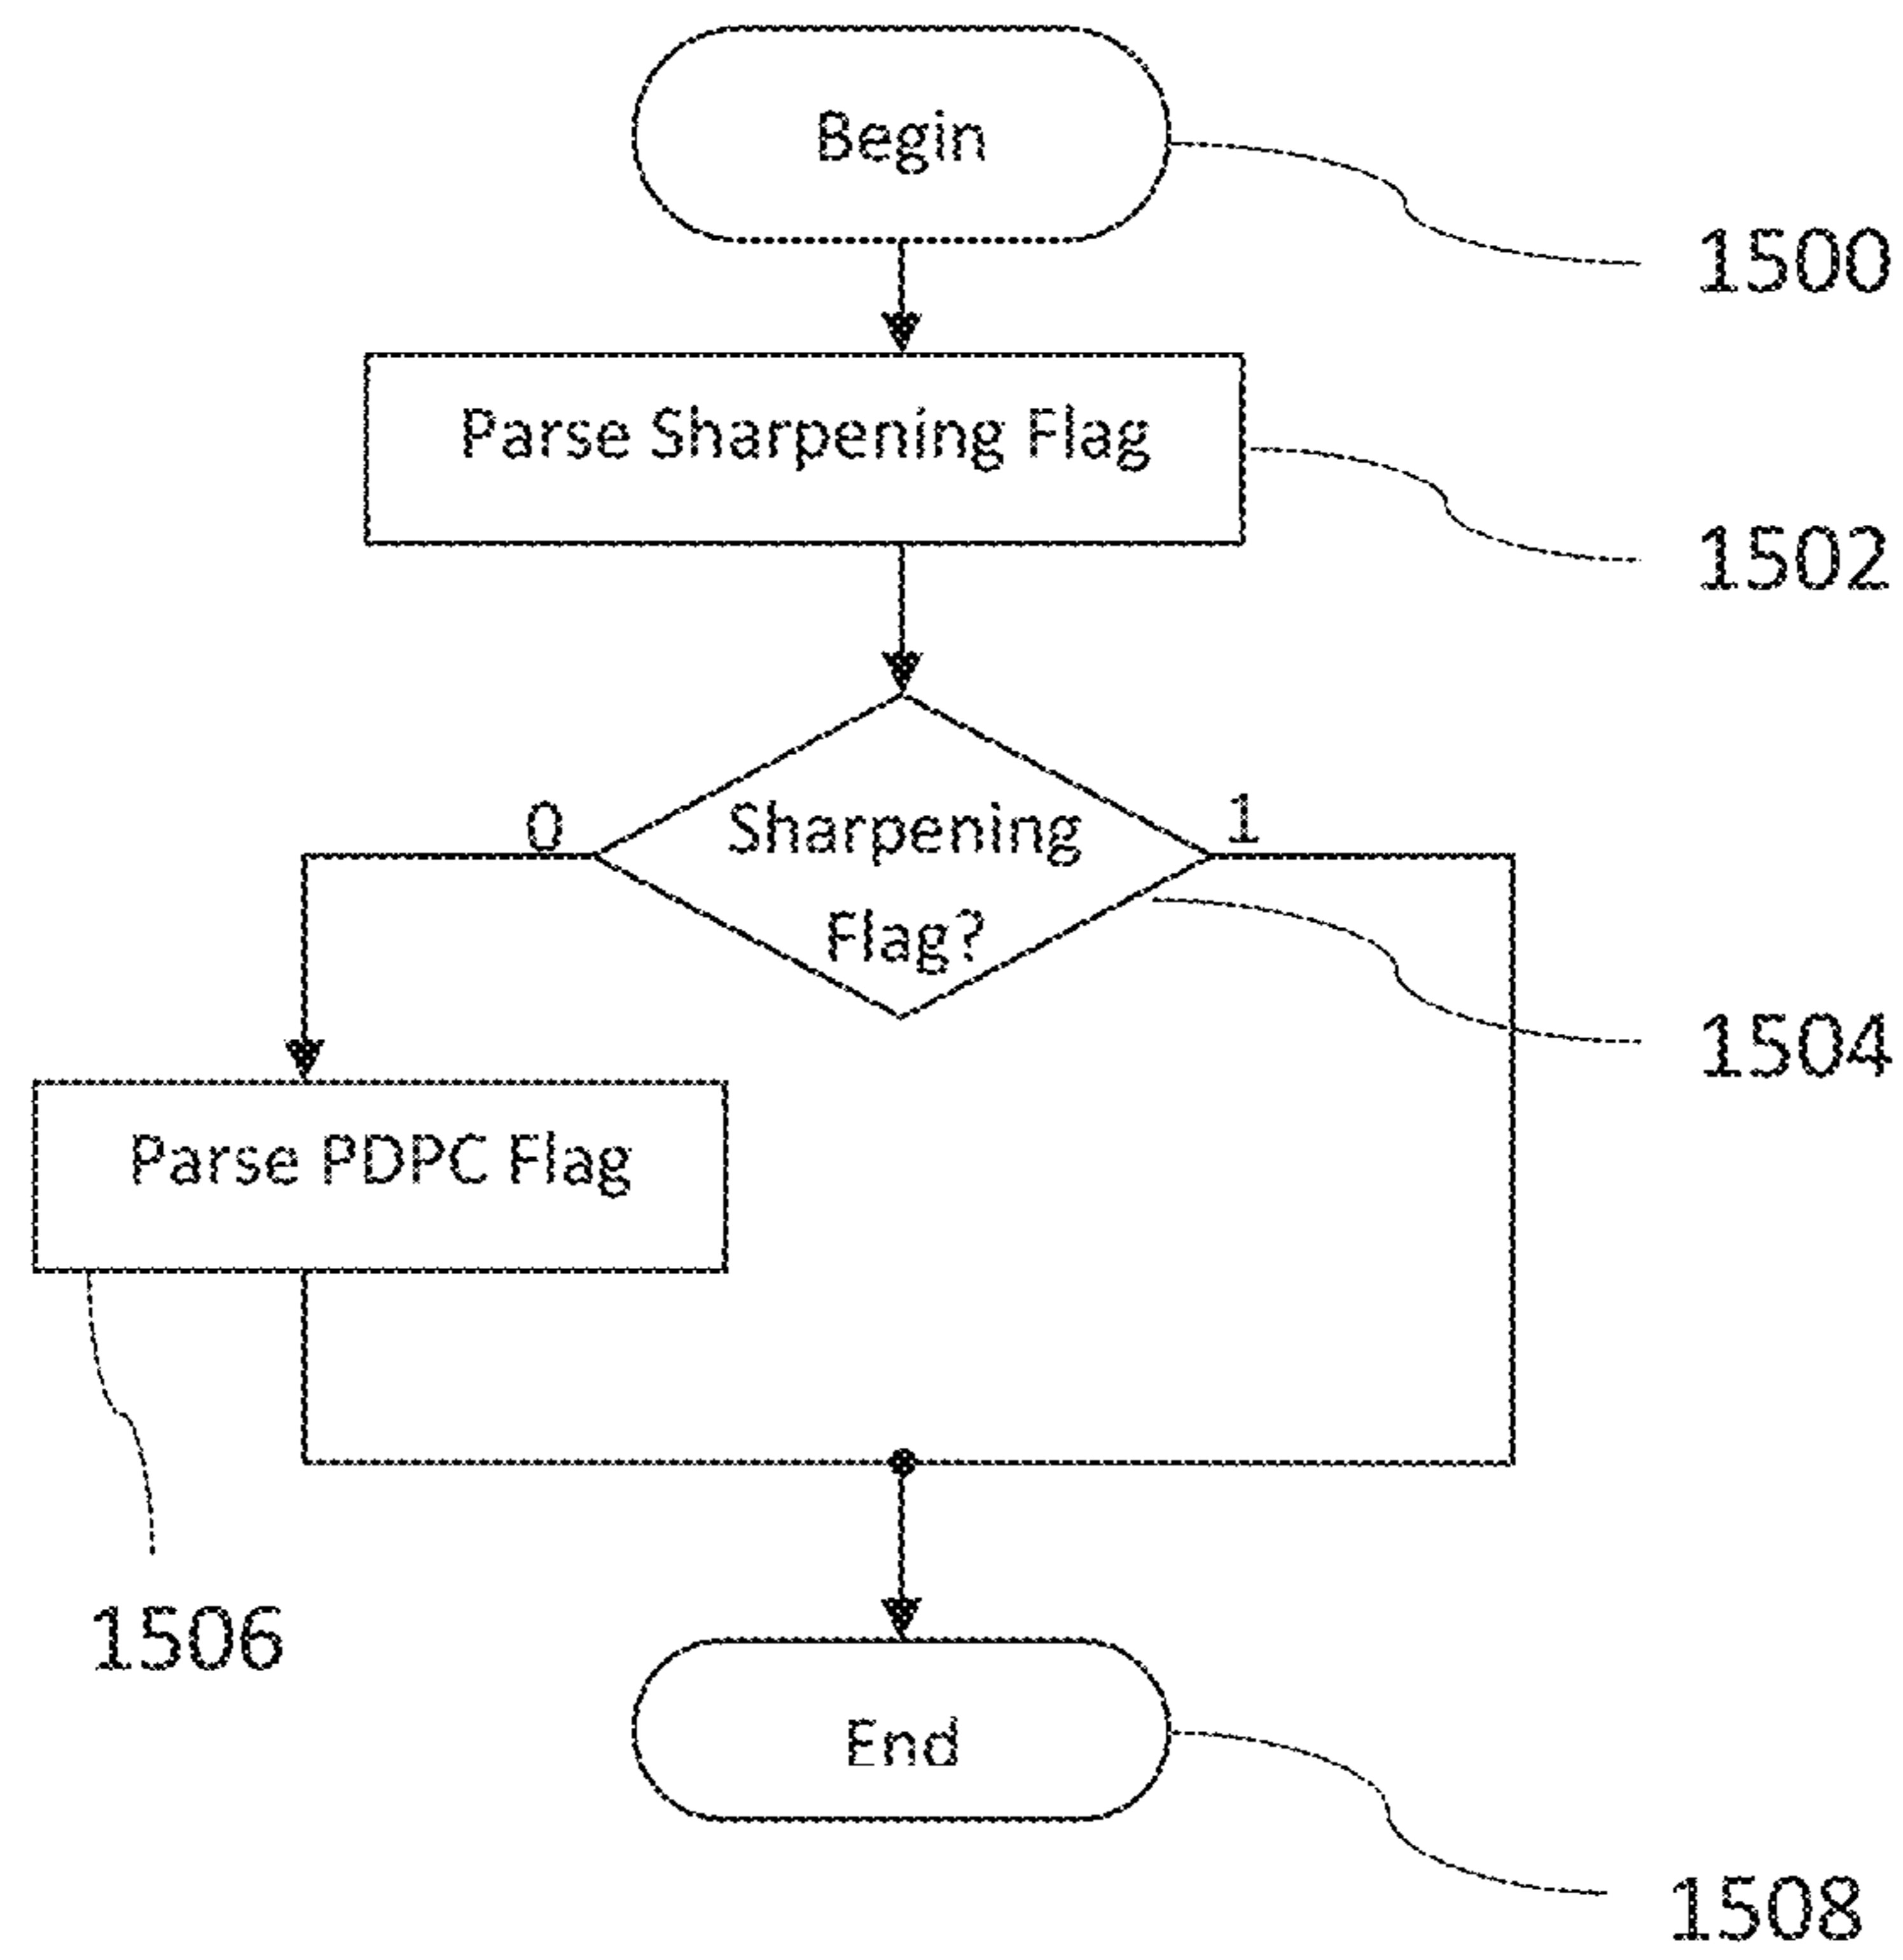 Begin
1500
Parse Sharpening Flag
1502
0
1
Sharpening
Flag?
1504
Parse PDPC Flag
1506
End
1508